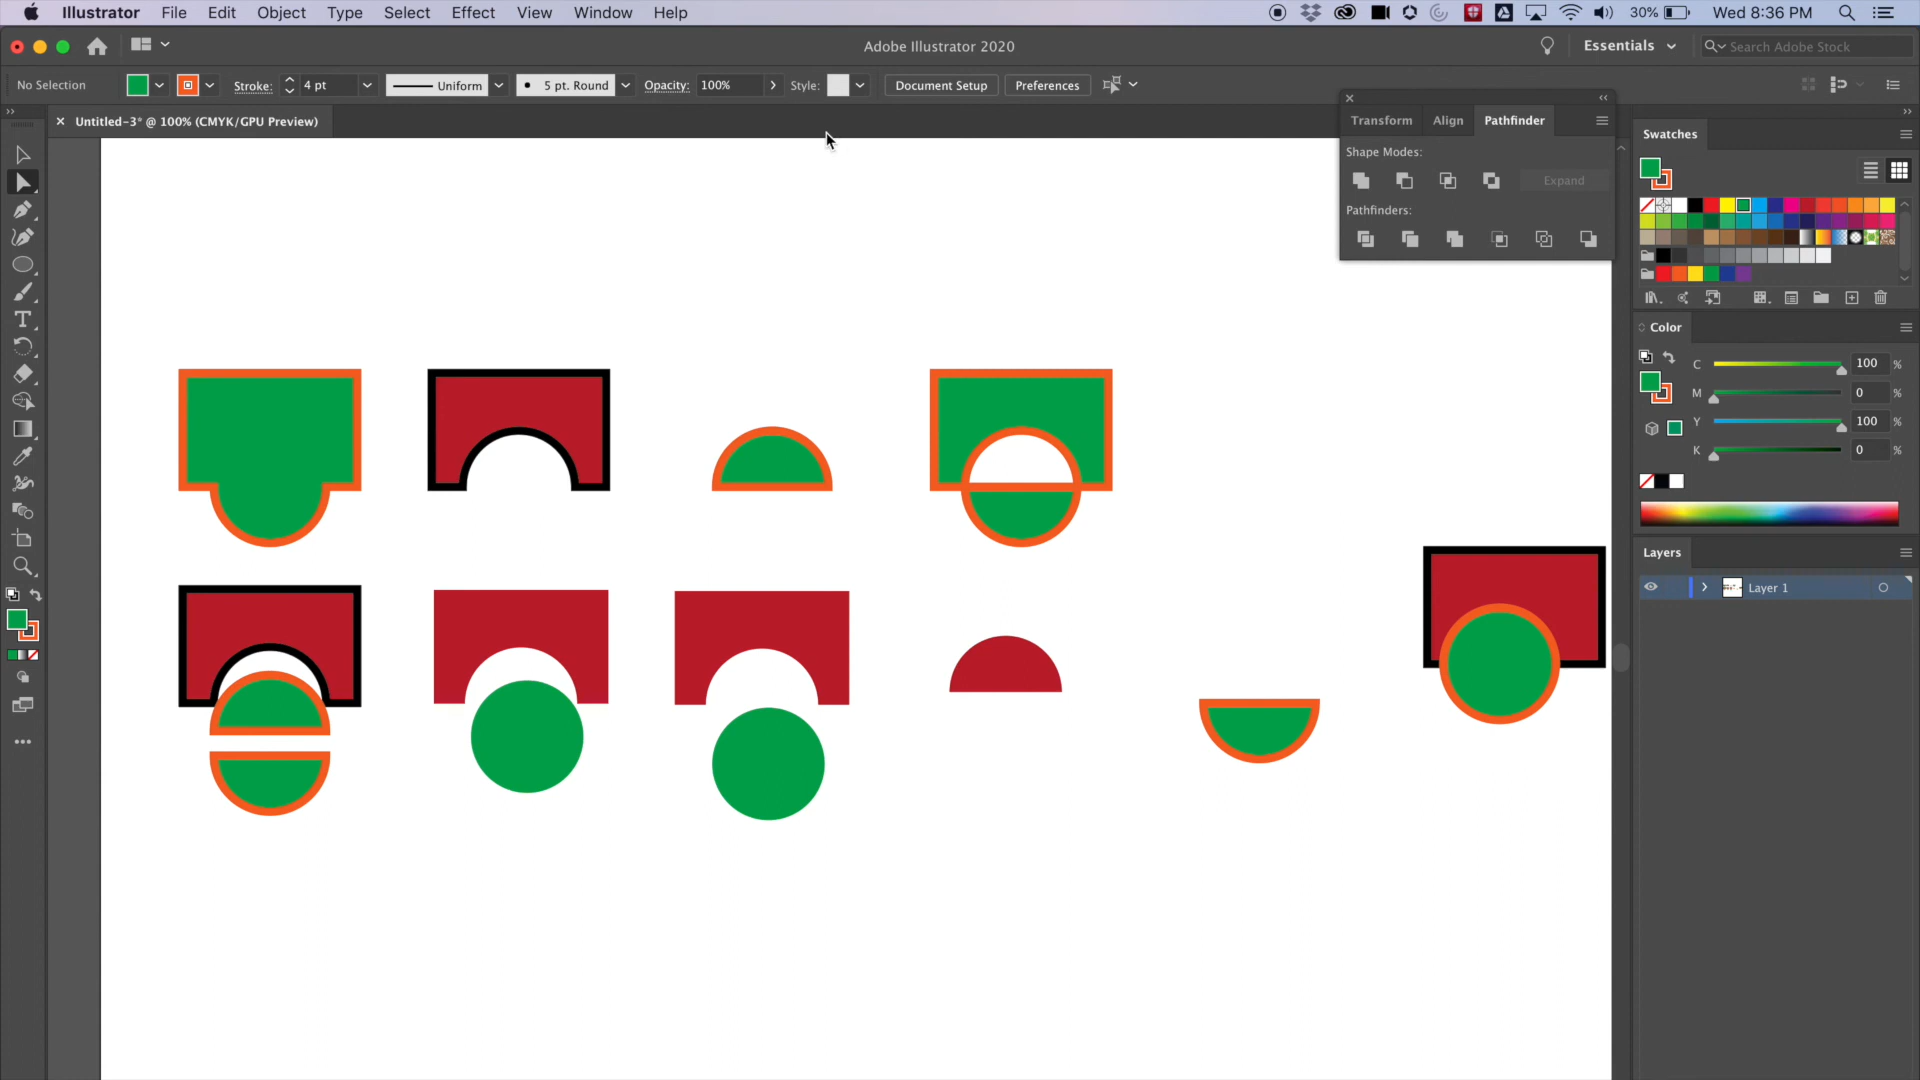 Illustrator File Edit Object Type Select Effect View Window Help 30% Wed 8:36 PM
Adobe Illustrator 2020 Essentials Search Adobe Stock
No Selection Stroke: 4 pt Uniform 5 pt. Round Opacity: 100% Style: Document Setup Preferences
Untitled-3* @ 100% (CMYK/GPU Preview)
Transform Align Pathfinder
Shape Modes:
Expand
Pathfinders:
Swatches
Color
C 100 %
M 0 %
Y 100 %
K 0 %
Layers
Layer 1